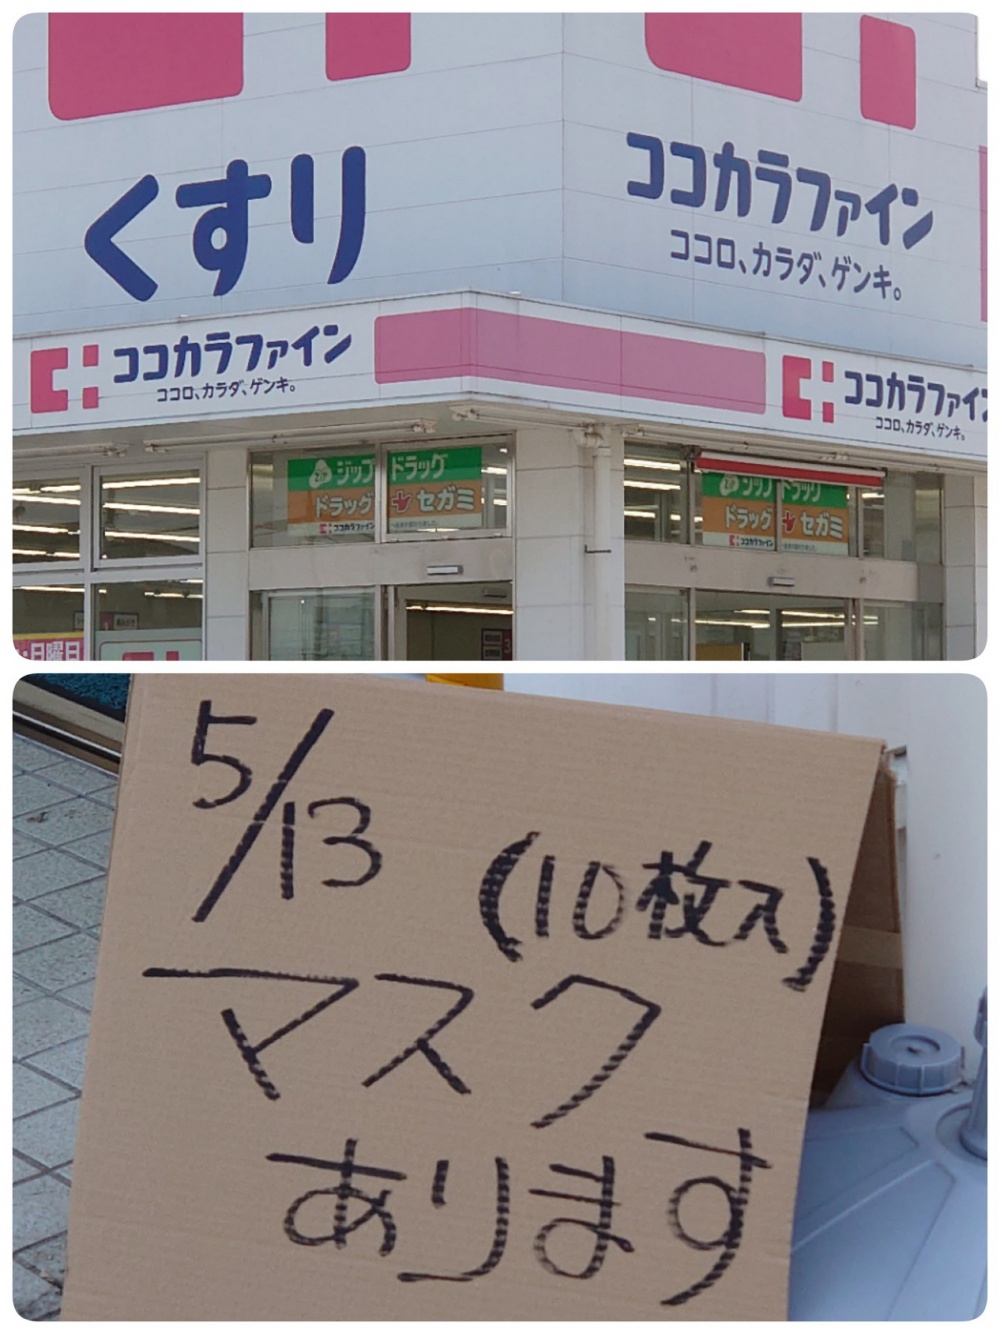 くすり
ココカラファイン
ココロ、カラダ、ゲンキ。
ココカラファイン
ココロ、カラダ、ゲンキ。
ココカラファイン
ココロ、カラダ、ゲンキ。
ジップドラッグ
ドラッグ セガミ
ココカラファイン
ジップドラッグ
ドラッグ セガミ
ココカラファイン
日曜日
5/13
(10枚入)
マスク
あります